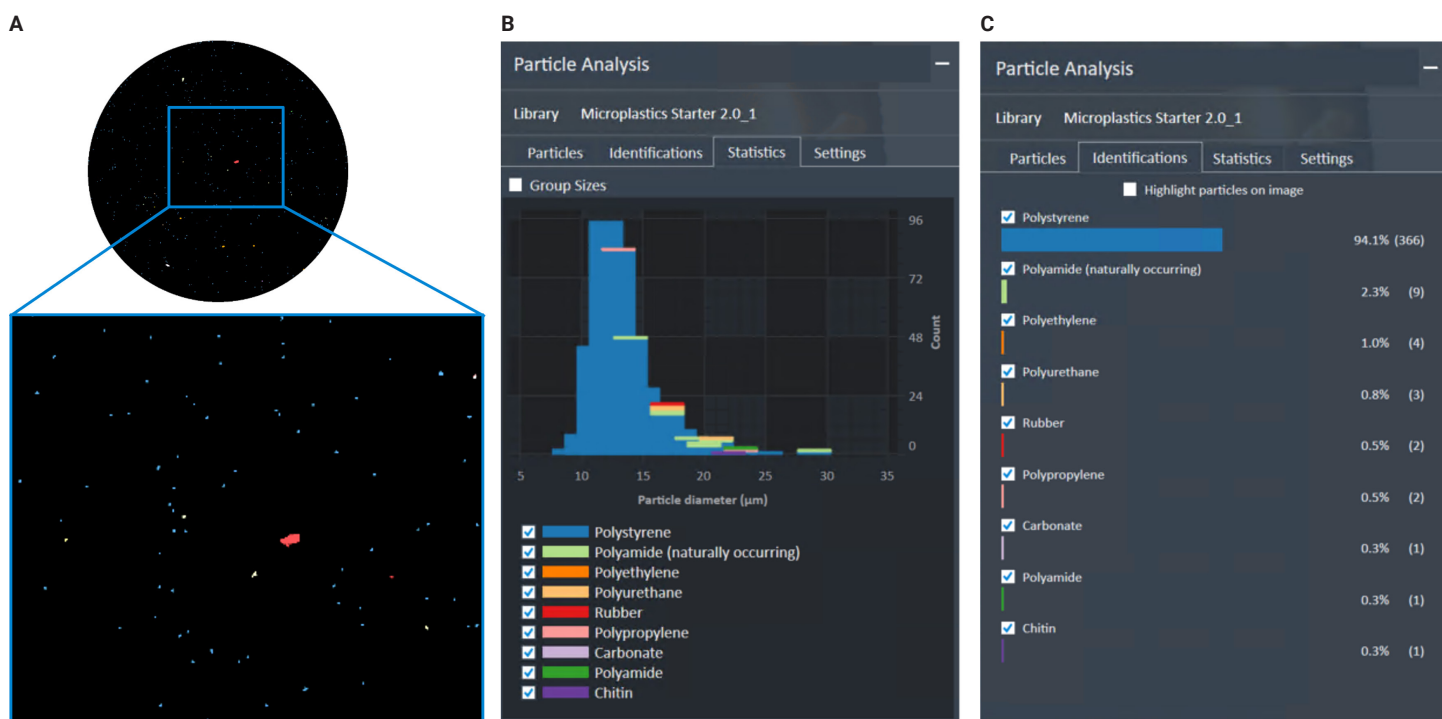 A
B
Particle Analysis
Library Microplastics Starter 2.0_1
Particles Identifications Statistics Settings
Group Sizes
96
72
48
24
0
Count
5 10 15 20 25 30 35
Particle diameter (µm)
Polystyrene
Polyamide (naturally occurring)
Polyethylene
Polyurethane
Rubber
Polypropylene
Carbonate
Polyamide
Chitin
C
Particle Analysis
Library Microplastics Starter 2.0_1
Particles Identifications Statistics Settings
Highlight particles on image
Polystyrene
94.1% (366)
Polyamide (naturally occurring)
2.3% (9)
Polyethylene
1.0% (4)
Polyurethane
0.8% (3)
Rubber
0.5% (2)
Polypropylene
0.5% (2)
Carbonate
0.3% (1)
Polyamide
0.3% (1)
Chitin
0.3% (1)